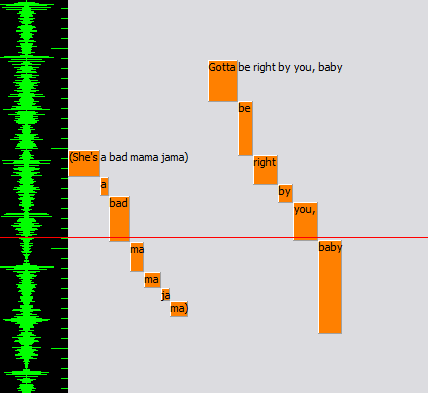 Gotta be right by you, baby
be
(She's a bad mama jama)
right
a
by
bad
you,
ma
baby
ma
ja
ma)